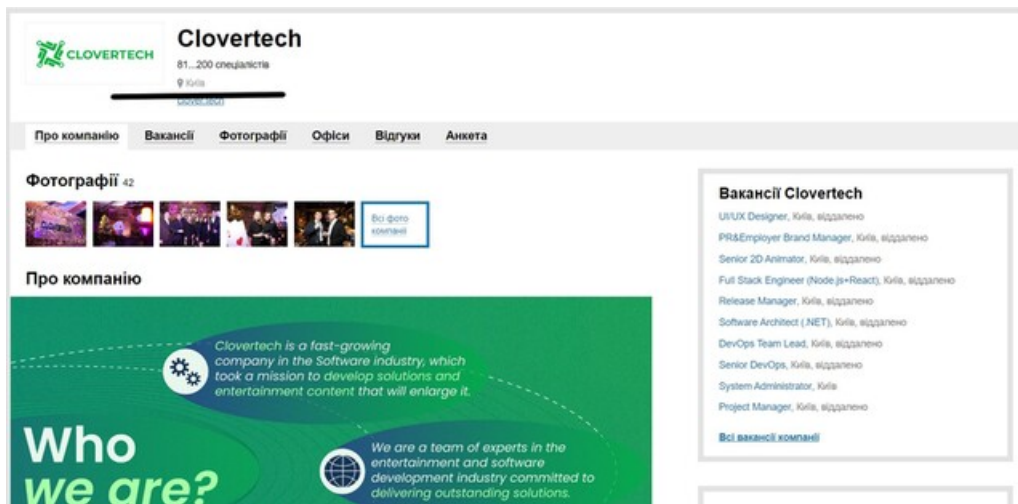 CLOVERTECH
Clovertech
81...200 спеціалістів
Київ
clover.tech
Про компанію Вакансії Фотографії Офіси Відгуки Анкета
Фотографії 42
Всі фото
компанії
Про компанію
Clovertech is a fast-growing
company in the Software industry, which
took a mission to develop solutions and
entertainment content that will enlarge it.
Who
we are?
We are a team of experts in the
entertainment and software
development industry committed to
delivering outstanding solutions.
Вакансії Clovertech
UI/UX Designer, Київ, віддалено
PR&Employer Brand Manager, Київ, віддалено
Senior 2D Animator, Київ, віддалено
Full Stack Engineer (Node.js+React), Київ, віддалено
Release Manager, Київ, віддалено
Software Architect (.NET), Київ, віддалено
DevOps Team Lead, Київ, віддалено
Senior DevOps, Київ, віддалено
System Administrator, Київ
Project Manager, Київ, віддалено
Всі вакансії компанії